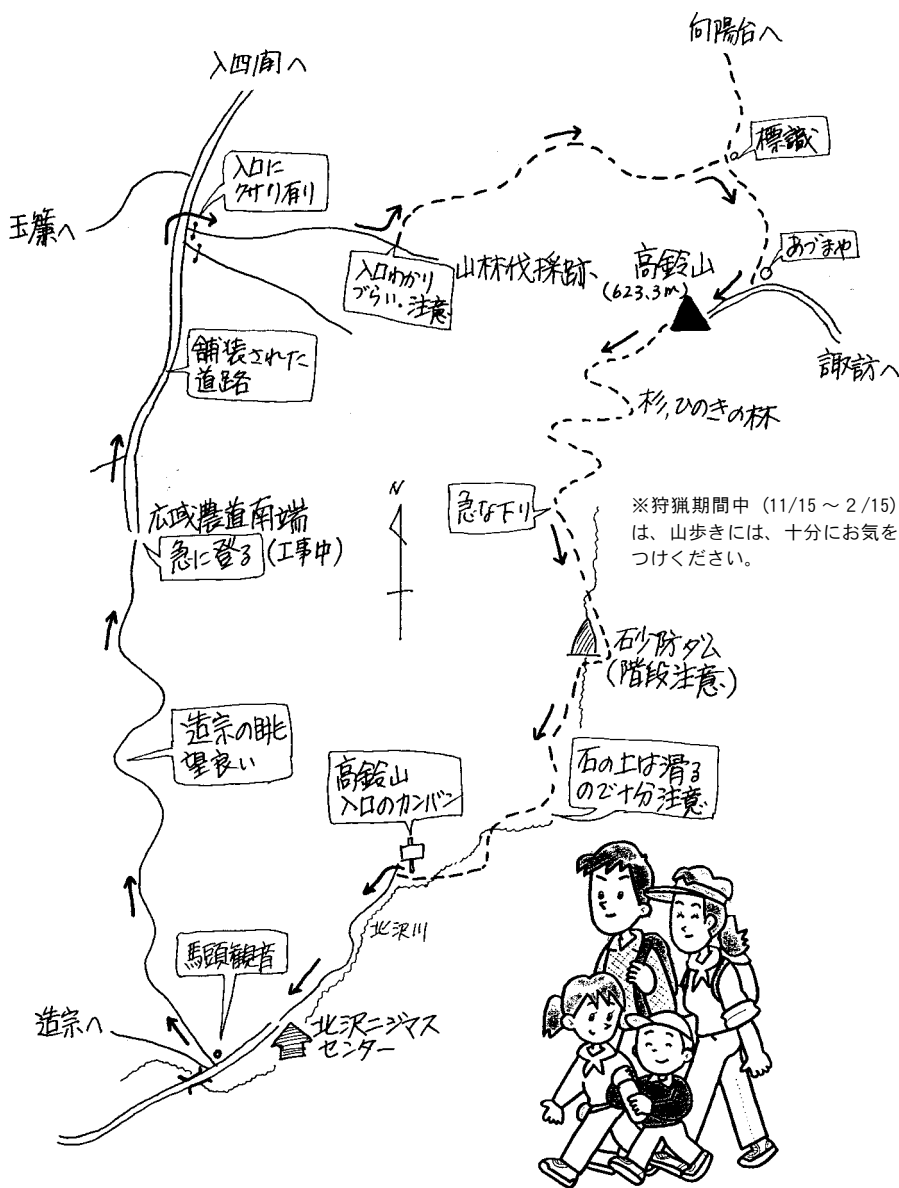 向陽台へ
入四間へ
標識
入口に
クサリ有り
玉簾へ
あづまや
入口わかり
づらい。注意
山林伐採跡
高鈴山
(623.3m)
舗装された
道路
諏訪へ
杉,ひのきの林
N
急な下り
※狩猟期間中（11/15～2/15）
は、山歩きには、十分にお気を
つけください。
広域農道南端
(工事中)
急に登る
砂防ダム
(階段注意)
造宗の眺
望良い
石の上は滑る
ので十分注意
高鈴山
入口のカンバン
北沢川
馬頭観音
造宗へ
北沢ニジマス
センター